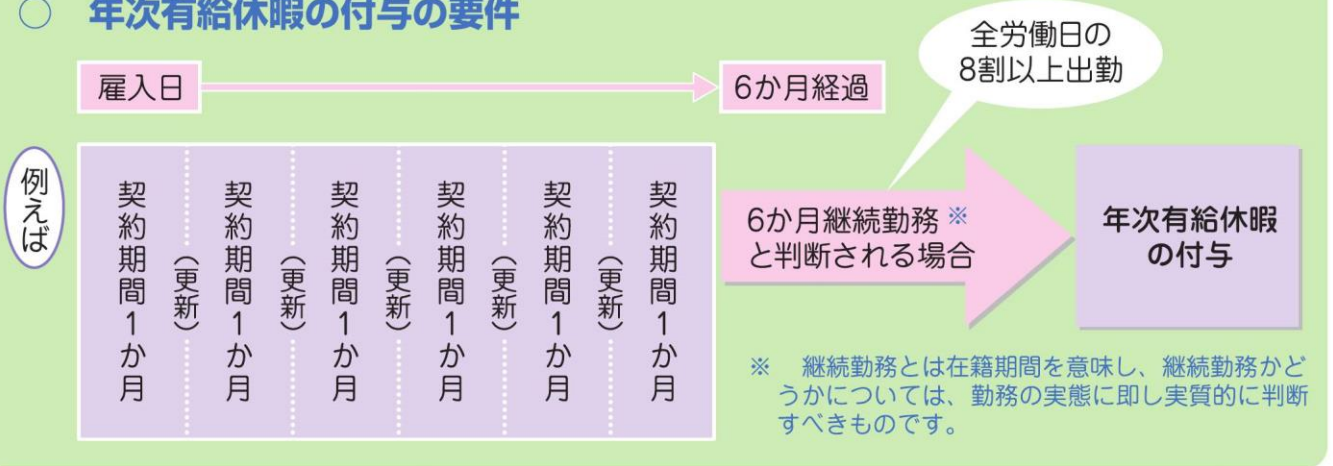 ○ 年次有給休暇の付与の要件
雇入日
6か月経過
全労働日の
8割以上出勤
例えば
契約期間1か月
（更新）
契約期間1か月
（更新）
契約期間1か月
（更新）
契約期間1か月
（更新）
契約期間1か月
（更新）
契約期間1か月
6か月継続勤務※
と判断される場合
年次有給休暇
の付与
※ 継続勤務とは在籍期間を意味し、継続勤務かど
うかについては、勤務の実態に即し実質的に判断
すべきものです。